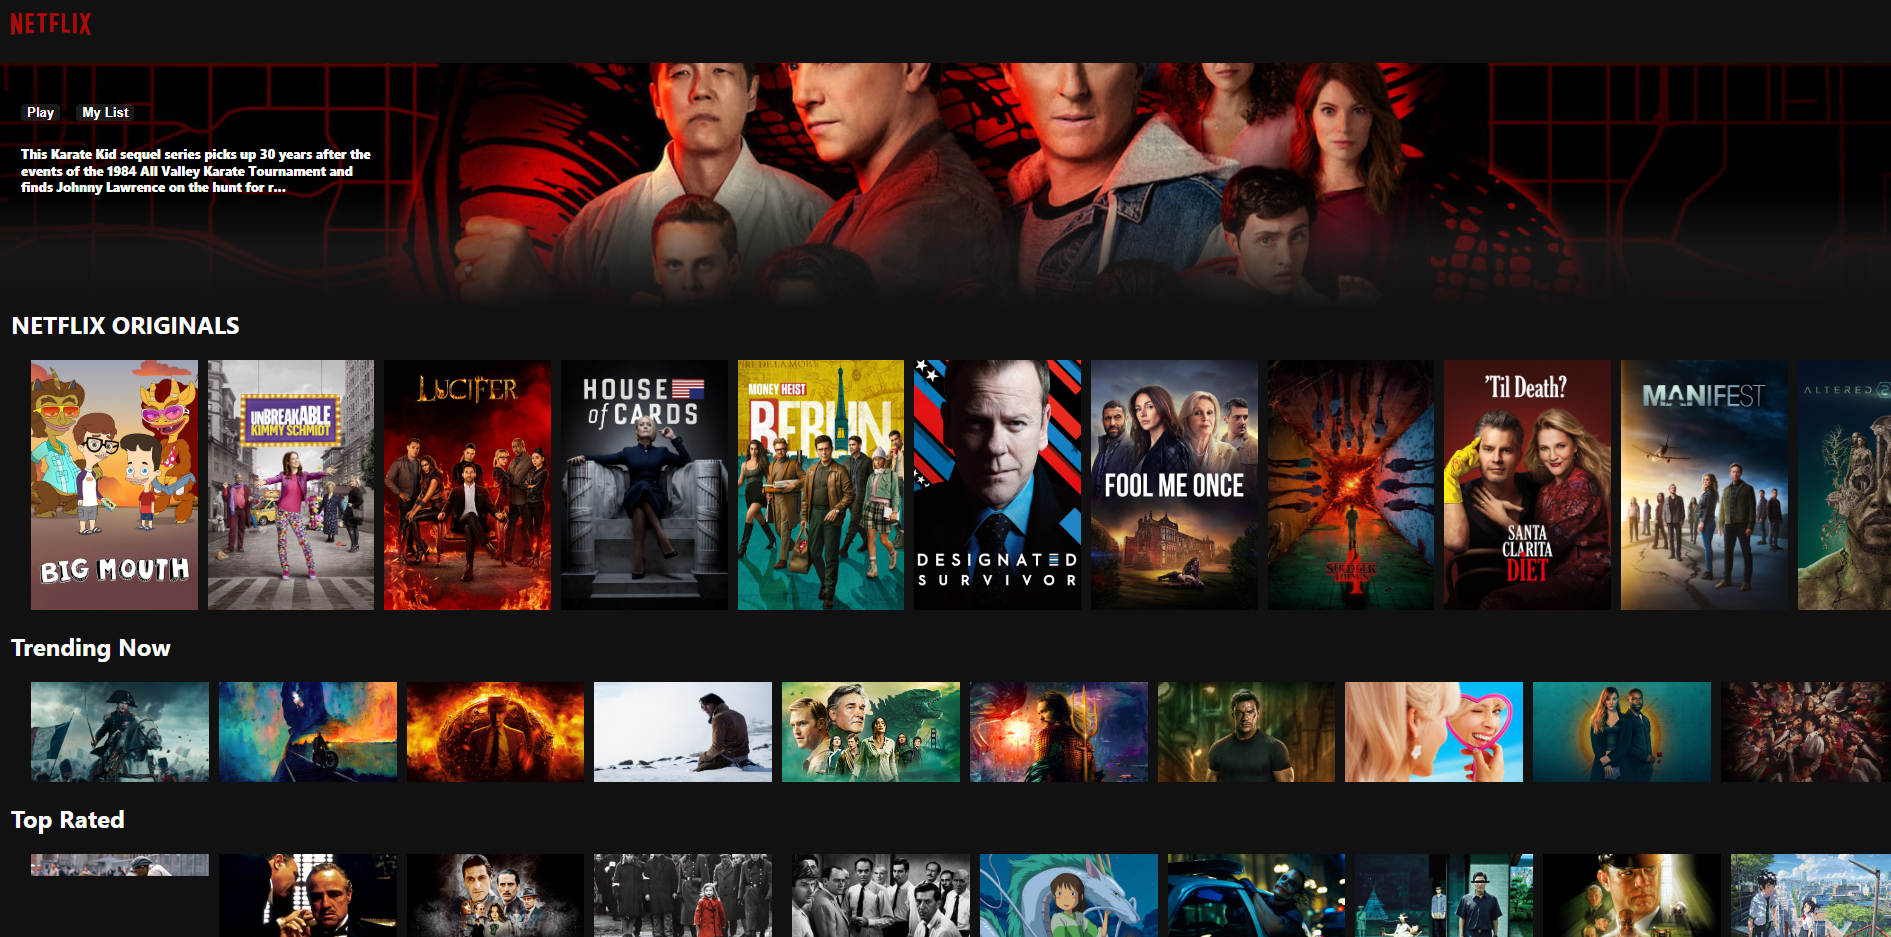 NETFLIX
Play My List
This Karate Kid sequel series picks up 30 years after the
events of the 1984 All Valley Karate Tournament and
finds Johnny Lawrence on the hunt for r...
NETFLIX ORIGINALS
BIG MOUTH
UNBREAKABLE
KIMMY SCHMIDT
LUCIFER
HOUSE
of CARDS
MONEY HEIST
BERLIN
DESIGNATED
SURVIVOR
FOOL ME ONCE
STRANGER
THINGS
4
'Til Death?
SANTA
CLARITA
DIET
MANIFEST
ALTERED
Trending Now
Top Rated